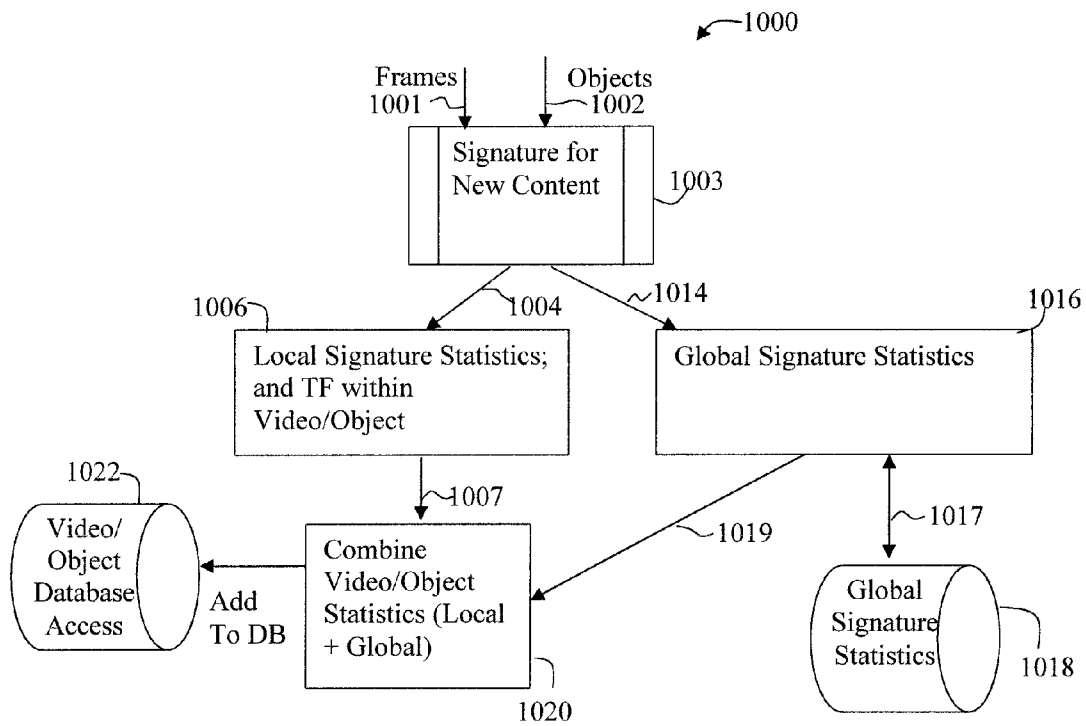 1000
Frames
1001
Objects
1002
Signature for
New Content
1003
1004
1014
1006
1016
Local Signature Statistics;
and TF within
Video/Object
Global Signature Statistics
1022
1007
1019
1017
Video/
Object
Database
Access
Add
To DB
Combine
Video/Object
Statistics (Local
+ Global)
Global
Signature
Statistics
1018
1020